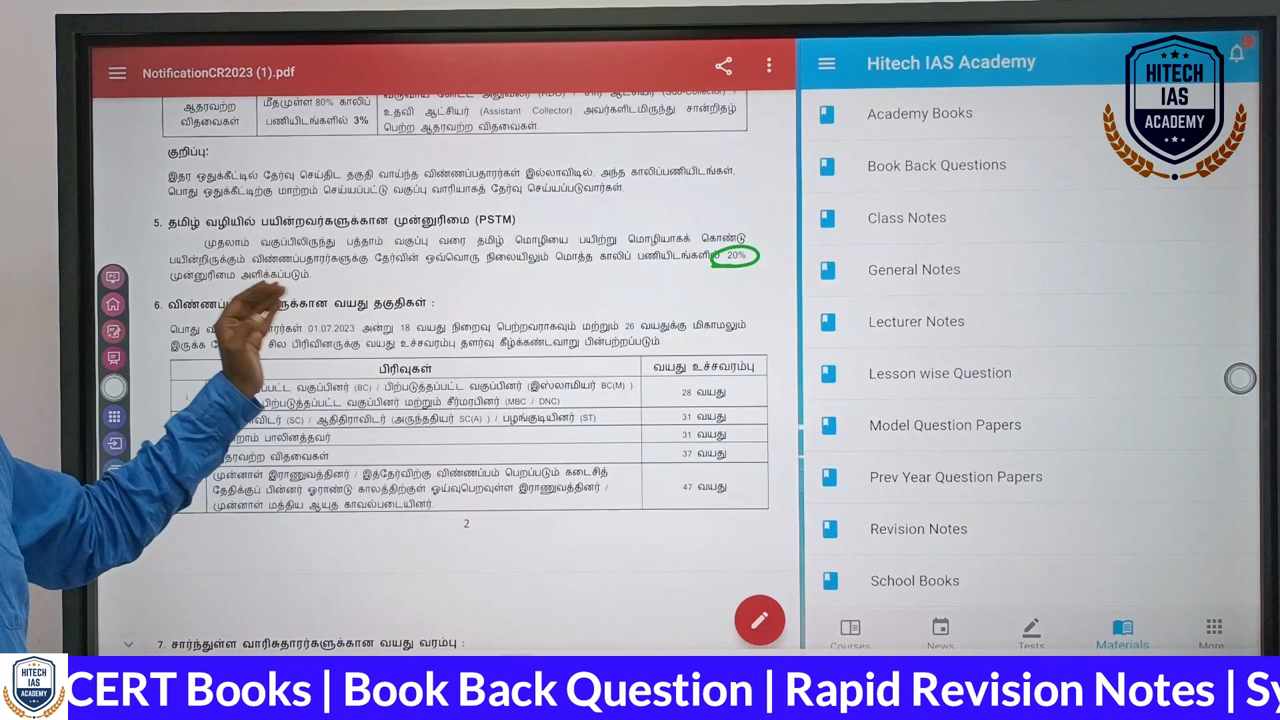 NotificationCR2023 (1).pdf
ஆதரவற்ற
விதவைகள்
மீதமுள்ள 80% காலிப்
பணியிடங்களில் 3%
உதவி ஆட்சியர் (Assistant Collector) அவர்களிடமிருந்து சான்றிதழ்
பெற்ற ஆதரவற்ற விதவைகள்.
குறிப்பு:
இதர ஒதுக்கீட்டில் தேர்வு செய்திட தகுதி வாய்ந்த விண்ணப்பதாரர்கள் இல்லாவிடில், அந்த காலிப்பணியிடங்கள்,
பொது ஒதுக்கீட்டிற்கு மாற்றம் செய்யப்பட்டு வகுப்பு வாரியாகத் தேர்வு செய்யப்படுவார்கள்.
5. தமிழ் வழியில் பயின்றவர்களுக்கான முன்னுரிமை (PSTM)
முதலாம் வகுப்பிலிருந்து பத்தாம் வகுப்பு வரை தமிழ் மொழியை பயிற்று மொழியாகக் கொண்டு
பயின்றிருக்கும் விண்ணப்பதாரர்களுக்கு தேர்வின் ஒவ்வொரு நிலையிலும் மொத்த காலிப் பணியிடங்களில் 20%
முன்னுரிமை அளிக்கப்படும்.
6. ருக்கான வயது தகுதிகள் :
பொது 01.07.2023 அன்று 18 வயது நிறைவு பெற்றவராகவும் மற்றும் 26 வயதுக்கு மிகாமலும்
இருக்க சில பிரிவினருக்கு வயது உச்சவரம்பு தளர்வு கீழ்க்கண்டவாறு பின்பற்றப்படும்.
பிரிவுகள் வயது உச்சவரம்பு
வகுப்பினர் (BC) / பிற்படுத்தப்பட்ட வகுப்பினர் (இஸ்லாமியர் BC(M) )
வகுப்பினர் மற்றும் சீர்மரபினர் (MBC / DNC)
28 வயது
(SC) / ஆதிதிராவிடர் (அருந்ததியர் SC(A) ) / பழங்குடியினர் (ST) 31 வயது
பாலினத்தவர் 31 வயது
விதவைகள் 37 வயது
முன்னாள் இராணுவத்தினர் / இத்தேர்விற்கு விண்ணப்பம் பெறப்படும் கடைசித்
தேதிக்குப் பின்னர் ஓராண்டு காலத்திற்குள் ஓய்வுபெறவுள்ள இராணுவத்தினர் /
முன்னாள் மத்திய ஆயுத காவல்படையினர்.
47 வயது
2
7. சார்ந்துள்ள வாரிசுதாரர்களுக்கான வயது வரம்பு :
Hitech IAS Academy
Academy Books
Book Back Questions
Class Notes
General Notes
Lecturer Notes
Lesson wise Question
Model Question Papers
Prev Year Question Papers
Revision Notes
School Books
Courses
News
Tests
Materials
More
HITECH
IAS
ACADEMY
HITECH
IAS
ACADEMY
CERT Books | Book Back Question | Rapid Revision Notes | Sy